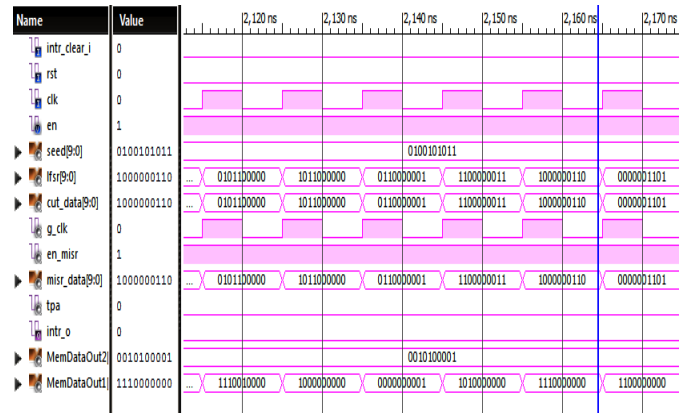 Name Value 2,120 ns 2,130 ns 2,140 ns 2,150 ns 2,160 ns 2,170 ns
intr_clear_i 0
rst 0
clk 0
en 1
seed[9:0] 0100101011 0100101011
lfsr[9:0] 1000000110 ... 0101100000 1011000000 0110000001 1100000011 1000000110 0000001101
cut_data[9:0] 1000000110 ... 0101100000 1011000000 0110000001 1100000011 1000000110 0000001101
g_clk 0
en_misr 1
misr_data[9:0] 1000000110 ... 0101100000 1011000000 0110000001 1100000011 1000000110 0000001101
tpa 0
intr_o 0
MemDataOut2[ 0010100001 0010100001
MemDataOut1[ 1110000000 ... 1110010000 1000000000 0000000001 1010000000 1110000000 1100000000